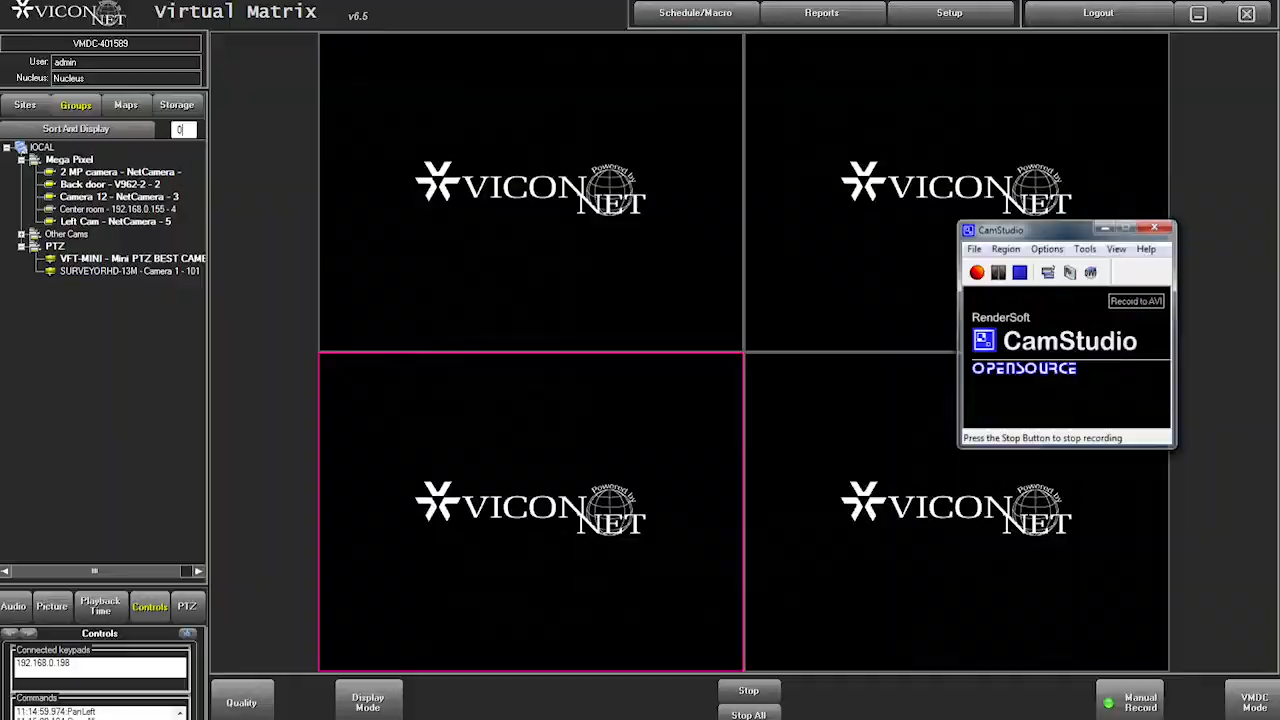 VICON NET Virtual Matrix v6.5
Schedule/Macro Reports Setup Logout
VMDC-401589
User: admin
Nucleus: Nucleus
Sites Groups Maps Storage
Sort And Display 0
lOCAL
Mega Pixel
2 MP camera - NetCamera -
Back door - V962-2 - 2
Camera 12 - NetCamera - 3
Center room - 192.168.0.155 - 4
Left Cam - NetCamera - 5
Other Cams
PTZ
VFT-MINI - Mini PTZ BEST CAME
SURVEYORHD-13M - Camera 1 - 101
Audio Picture Playback Time Controls PTZ
Controls
Connected keypads
192.168.0.198
Commands
11:14:59.974 PanLeft
VICON Powered by NET
VICON Powered by NET
VICON Powered by NET
VICON Powered by NET
CamStudio
File Region Options Tools View Help
Record to AVI
RenderSoft
CamStudio
OPENSOURCE
Press the Stop Button to stop recording
Quality
Display Mode
Stop
Stop All
Manual Record
VMDC Mode